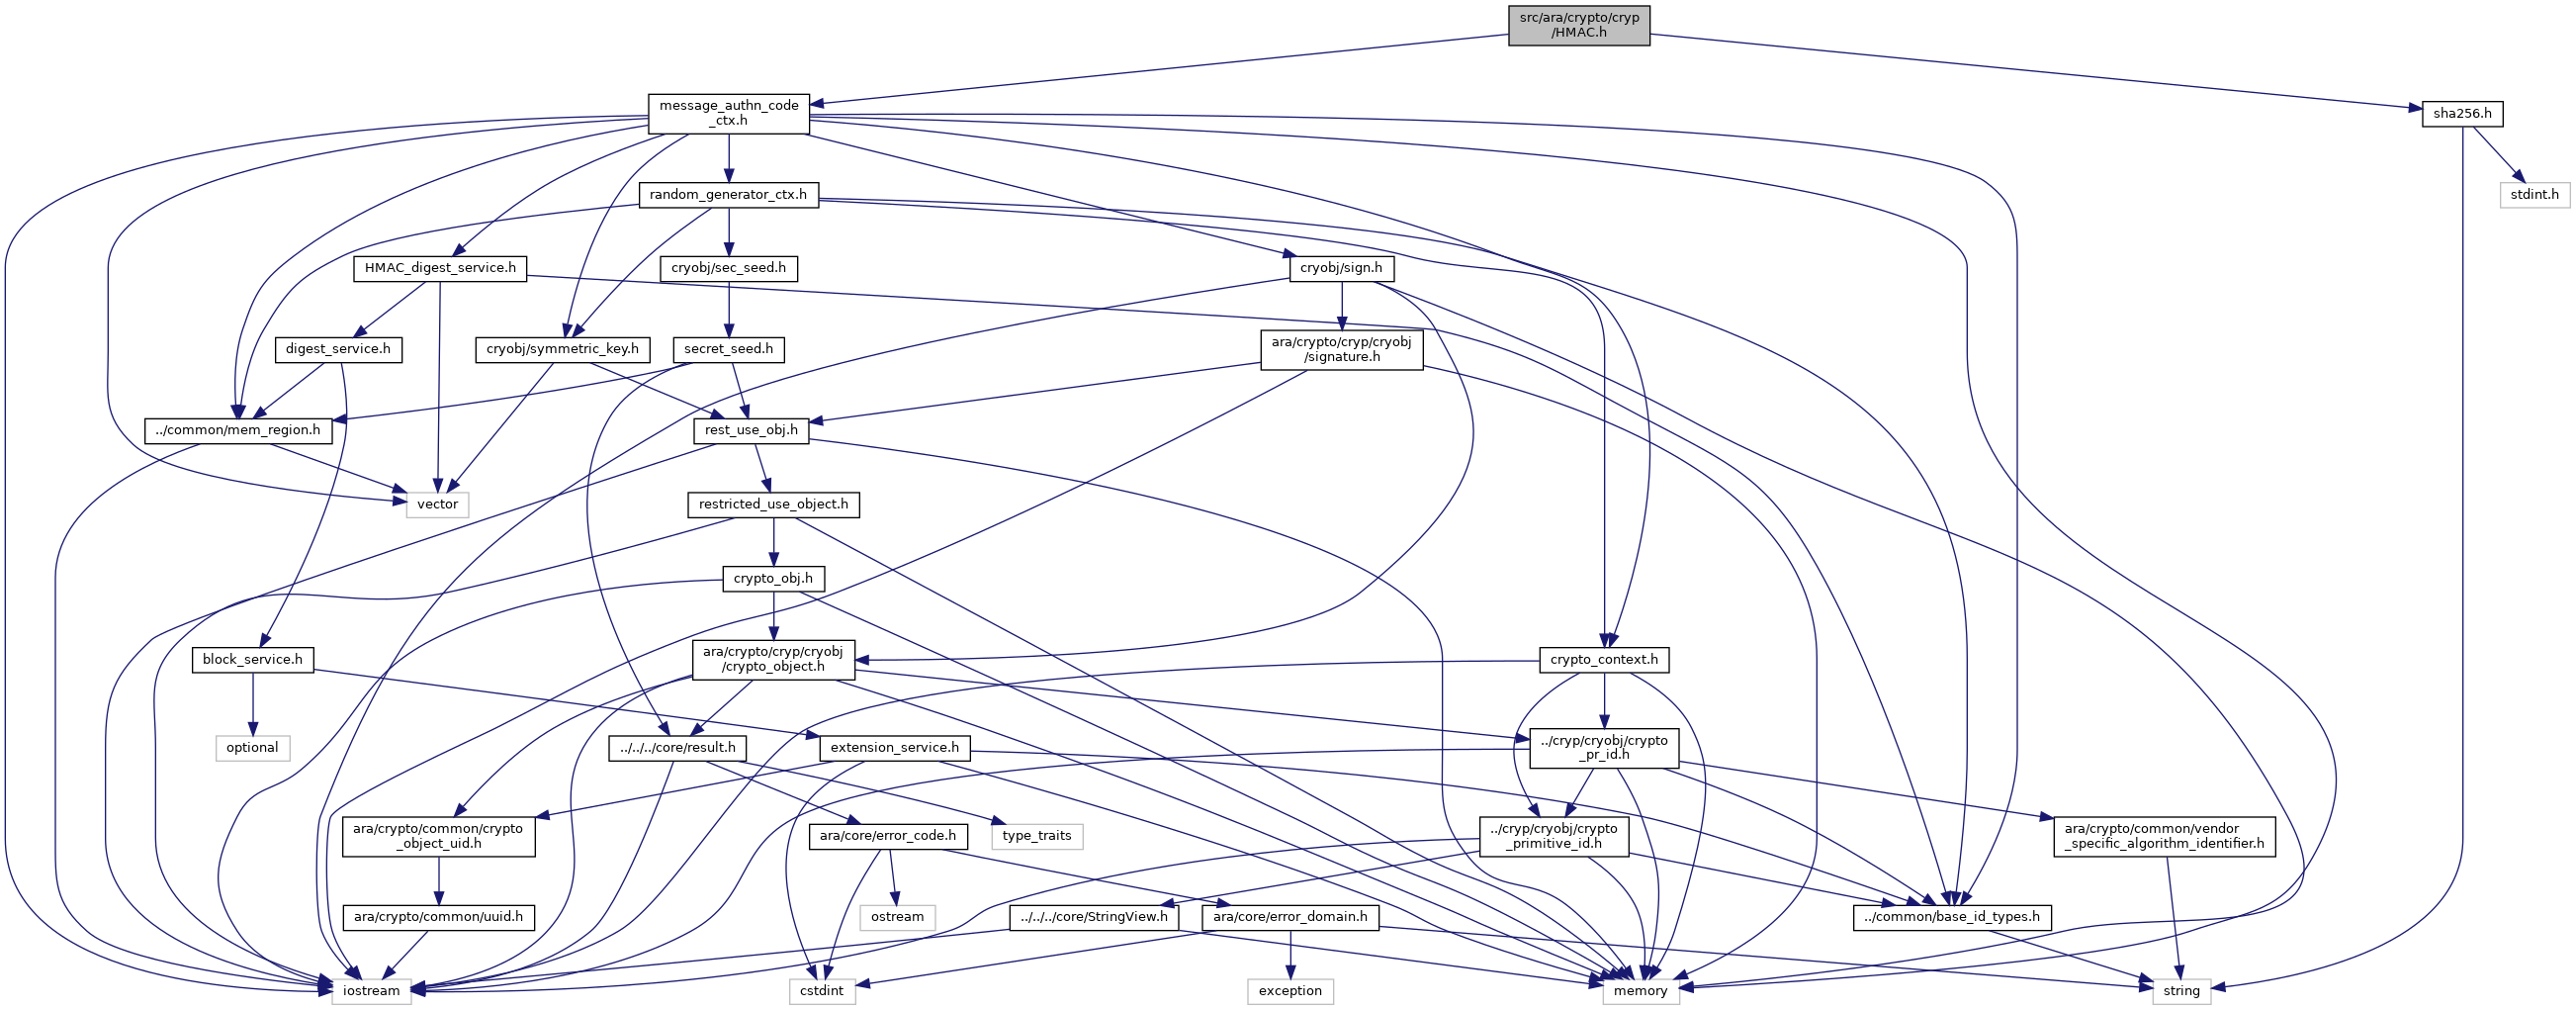 src/ara/crypto/cryp
/HMAC.h
message_authn_code
_ctx.h
sha256.h
random_generator_ctx.h
stdint.h
HMAC_digest_service.h
cryobj/sec_seed.h
cryobj/sign.h
digest_service.h
cryobj/symmetric_key.h
secret_seed.h
ara/crypto/cryp/cryobj
/signature.h
../common/mem_region.h
rest_use_obj.h
vector
restricted_use_object.h
crypto_obj.h
block_service.h
ara/crypto/cryp/cryobj
/crypto_object.h
crypto_context.h
optional
../../../core/result.h
extension_service.h
../cryp/cryobj/crypto
_pr_id.h
ara/crypto/common/crypto
_object_uid.h
ara/core/error_code.h
type_traits
../cryp/cryobj/crypto
_primitive_id.h
ara/crypto/common/vendor
_specific_algorithm_identifier.h
ara/crypto/common/uuid.h
ostream
../../../core/StringView.h
ara/core/error_domain.h
../common/base_id_types.h
iostream
cstdint
exception
memory
string